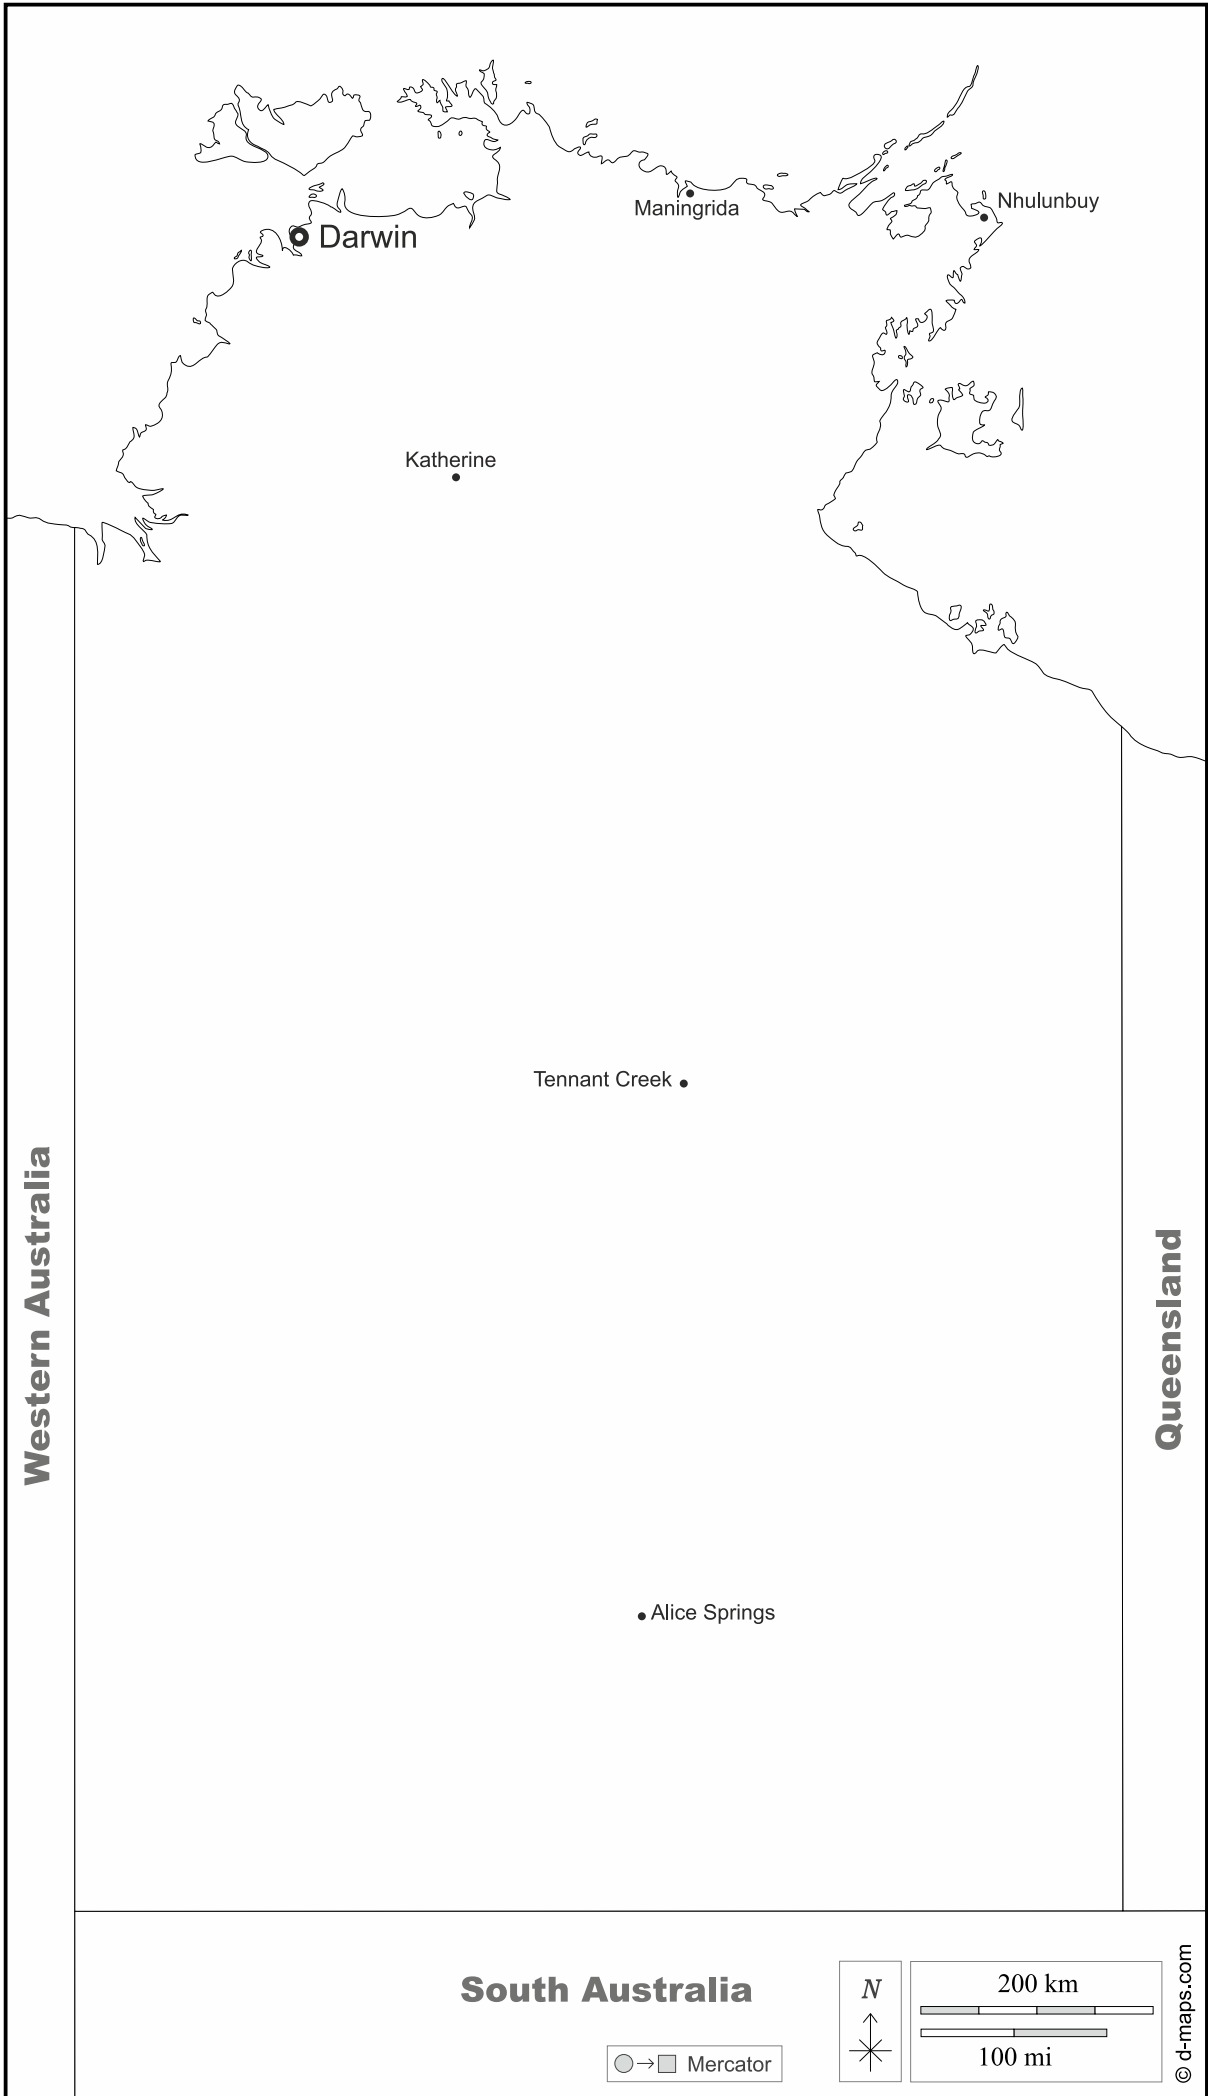 Maningrida
Nhulunbuy
Darwin
Katherine
Tennant Creek
Western Australia
Queensland
Alice Springs
South Australia
N
200 km
100 mi
Mercator
© d-maps.com